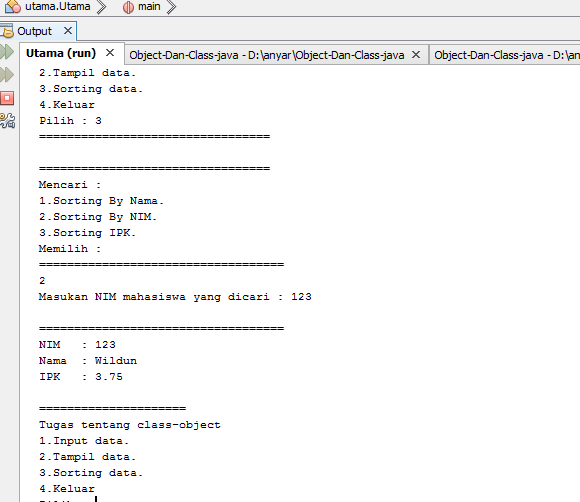 utama.Utama main
Output
Utama (run) Object-Dan-Class-java - D:\anyar\Object-Dan-Class-java Object-Dan-Class-java - D:\an
2.Tampil data.
3.Sorting data.
4.Keluar
Pilih : 3
=================================
=================================
Mencari :
1.Sorting By Nama.
2.Sorting By NIM.
3.Sorting IPK.
Memilih :
===================================
2
Masukan NIM mahasiswa yang dicari : 123
===================================
NIM : 123
Nama : Wildun
IPK : 3.75
=====================
Tugas tentang class-object
1.Input data.
2.Tampil data.
3.Sorting data.
4.Keluar